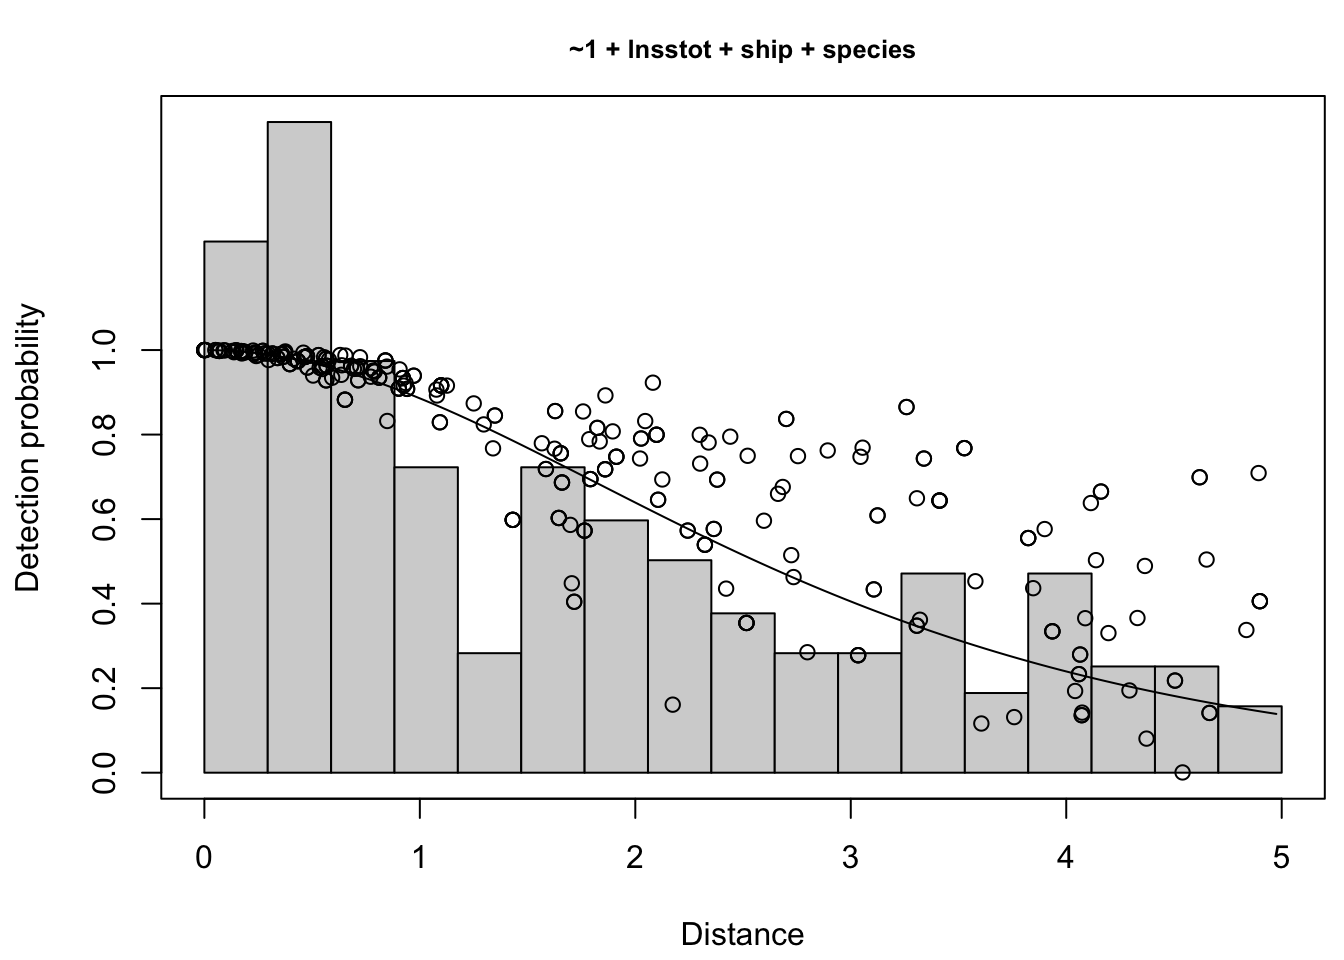 ~1 + lnsstot + ship + species
Detection probability
1.0
0.8
0.6
0.4
0.2
0.0
0 1 2 3 4 5
Distance